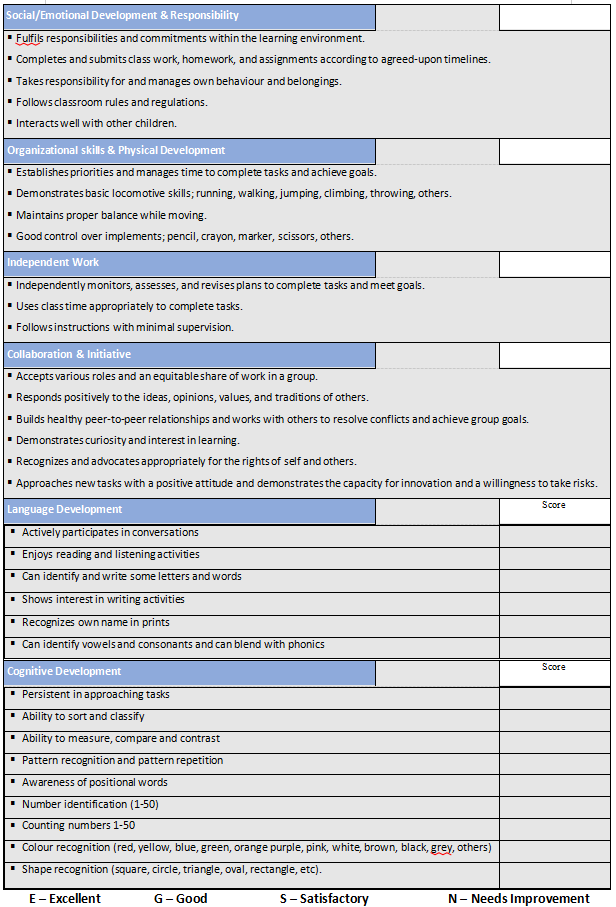 Social/Emotional Development & Responsibility
▪ Fulfils responsibilities and commitments within the learning environment.
▪ Completes and submits class work, homework, and assignments according to agreed-upon timelines.
▪ Takes responsibility for and manages own behaviour and belongings.
▪ Follows classroom rules and regulations.
▪ Interacts well with other children.
Organizational skills & Physical Development
▪ Establishes priorities and manages time to complete tasks and achieve goals.
▪ Demonstrates basic locomotive skills; running, walking, jumping, climbing, throwing, others.
▪ Maintains proper balance while moving.
▪ Good control over implements; pencil, crayon, marker, scissors, others.
Independent Work
▪ Independently monitors, assesses, and revises plans to complete tasks and meet goals.
▪ Uses class time appropriately to complete tasks.
▪ Follows instructions with minimal supervision.
Collaboration & Initiative
▪ Accepts various roles and an equitable share of work in a group.
▪ Responds positively to the ideas, opinions, values, and traditions of others.
▪ Builds healthy peer-to-peer relationships and works with others to resolve conflicts and achieve group goals.
▪ Demonstrates curiosity and interest in learning.
▪ Recognizes and advocates appropriately for the rights of self and others.
▪ Approaches new tasks with a positive attitude and demonstrates the capacity for innovation and a willingness to take risks.
Language Development Score
▪ Actively participates in conversations
▪ Enjoys reading and listening activities
▪ Can identify and write some letters and words
▪ Shows interest in writing activities
▪ Recognizes own name in prints
▪ Can identify vowels and consonants and can blend with phonics
Cognitive Development Score
▪ Persistent in approaching tasks
▪ Ability to sort and classify
▪ Ability to measure, compare and contrast
▪ Pattern recognition and pattern repetition
▪ Awareness of positional words
▪ Number identification (1-50)
▪ Counting numbers 1-50
▪ Colour recognition (red, yellow, blue, green, orange purple, pink, white, brown, black, grey, others)
▪ Shape recognition (square, circle, triangle, oval, rectangle, etc).
E – Excellent G – Good S – Satisfactory N – Needs Improvement